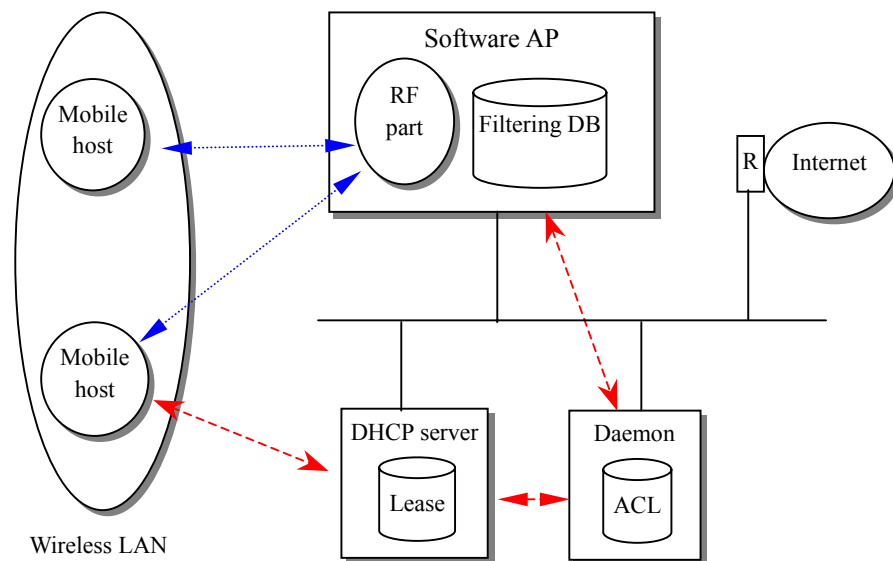 Software AP
Mobile
host
RF
part
Filtering DB
R
Internet
Mobile
host
DHCP server
Lease
Daemon
ACL
Wireless LAN